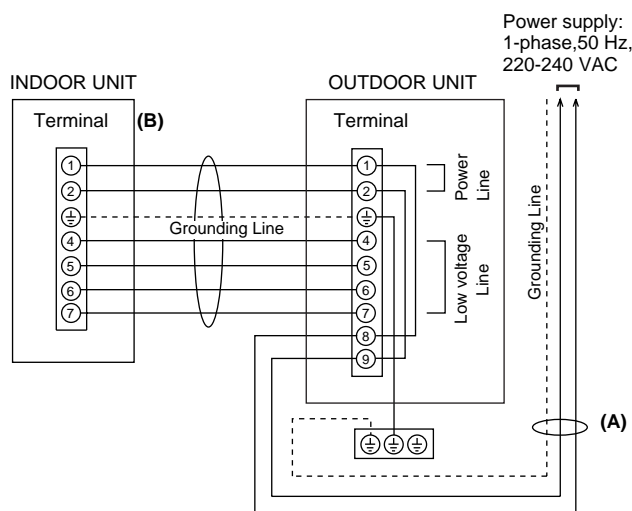 Power supply:
1-phase,50 Hz,
220-240 VAC
INDOOR UNIT
OUTDOOR UNIT
Terminal
(B)
Terminal
1
2
4
5
6
7
Grounding Line
1
2
4
5
6
7
8
9
Power
Line
Low voltage
Line
Grounding Line
(A)